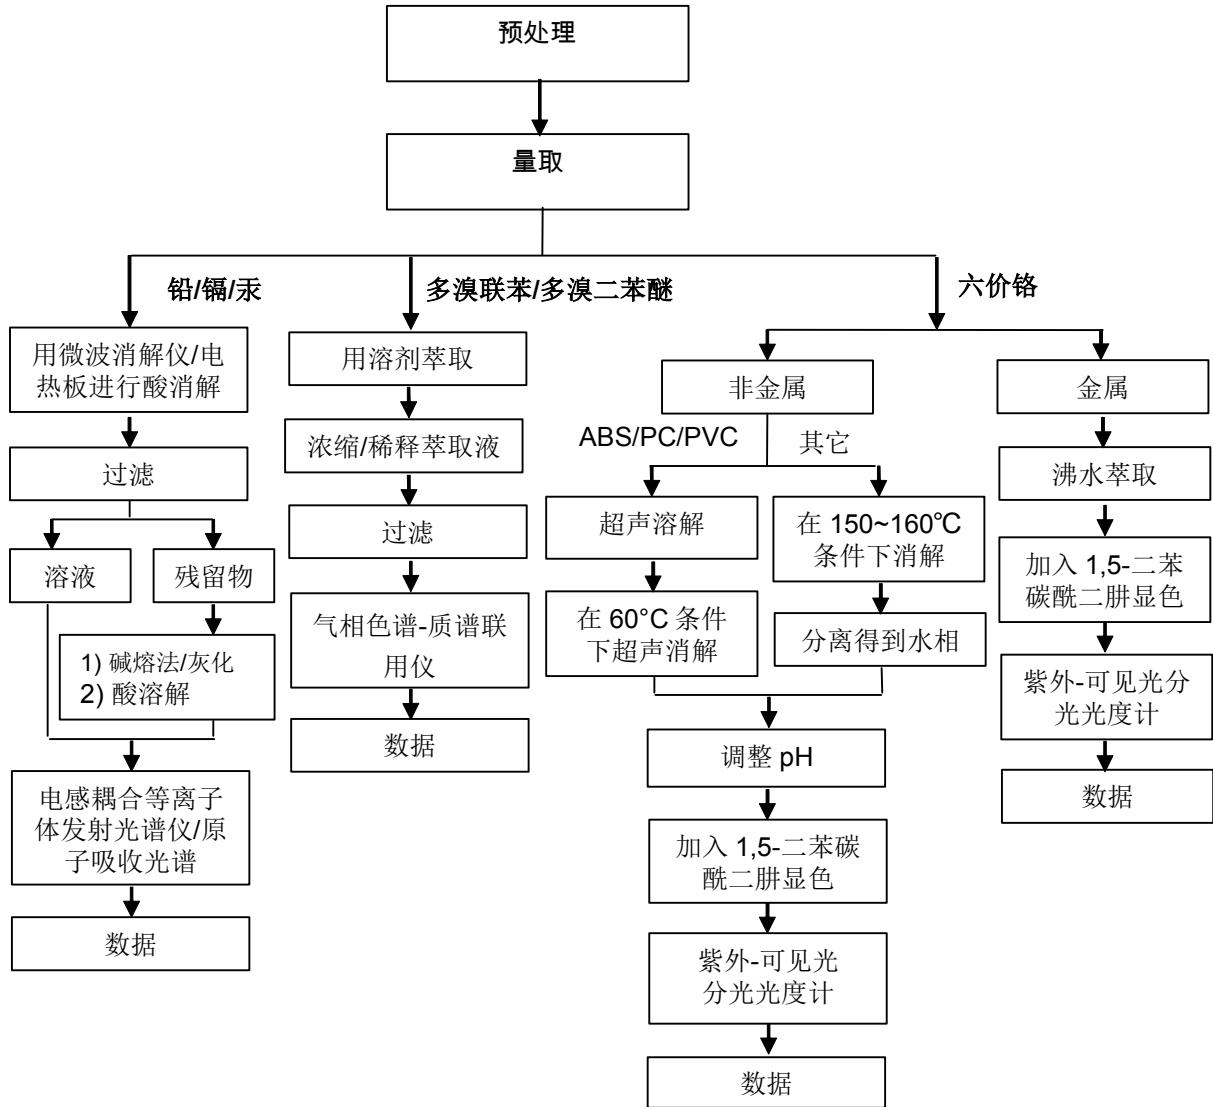 预处理
量取
铅/镉/汞
多溴联苯/多溴二苯醚
六价铬
用微波消解仪/电
热板进行酸消解
过滤
溶液
残留物
1) 碱熔法/灰化
2) 酸溶解
电感耦合等离子
体发射光谱仪/原
子吸收光谱
数据
用溶剂萃取
浓缩/稀释萃取液
过滤
气相色谱-质谱联
用仪
数据
非金属
ABS/PC/PVC
其它
超声溶解
在 60°C 条件
下超声消解
在 150~160℃
条件下消解
分离得到水相
调整 pH
加入 1,5-二苯碳
酰二肼显色
紫外-可见光
分光光度计
数据
金属
沸水萃取
加入 1,5-二苯
碳酰二肼显色
紫外-可见光分
光光度计
数据